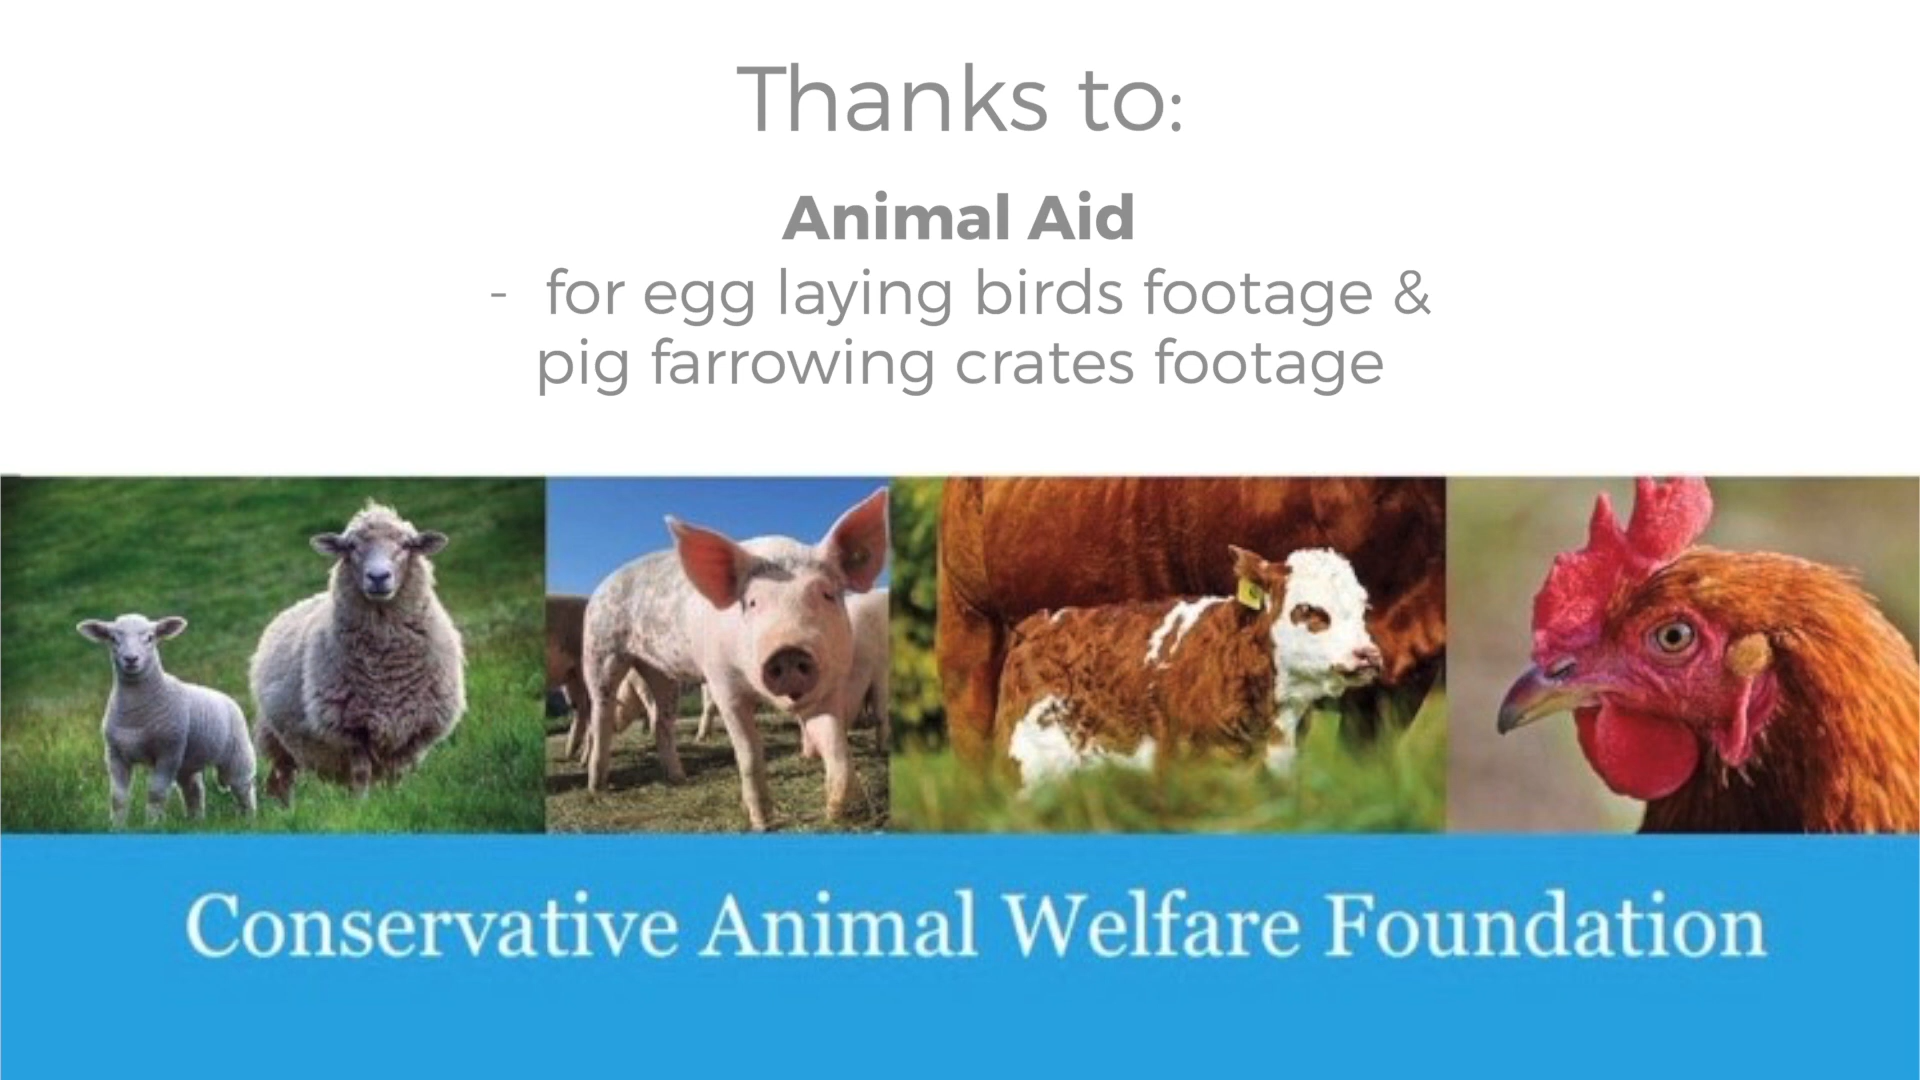 Thanks to:
Animal Aid
- for egg laying birds footage &
pig farrowing crates footage
Conservative Animal Welfare Foundation